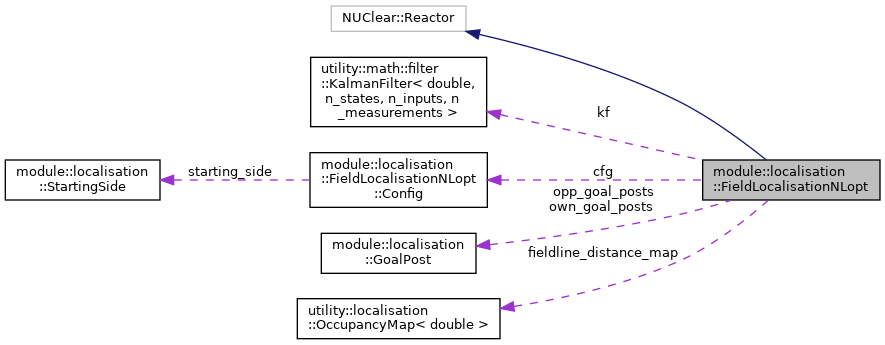 NUClear::Reactor
utility::math::filter
::KalmanFilter< double,
n_states, n_inputs, n
_measurements >
kf
module::localisation
::StartingSide
starting_side
module::localisation
::FieldLocalisationNLopt
::Config
cfg
module::localisation
::FieldLocalisationNLopt
opp_goal_posts
own_goal_posts
module::localisation
::GoalPost
fieldline_distance_map
utility::localisation
::OccupancyMap< double >